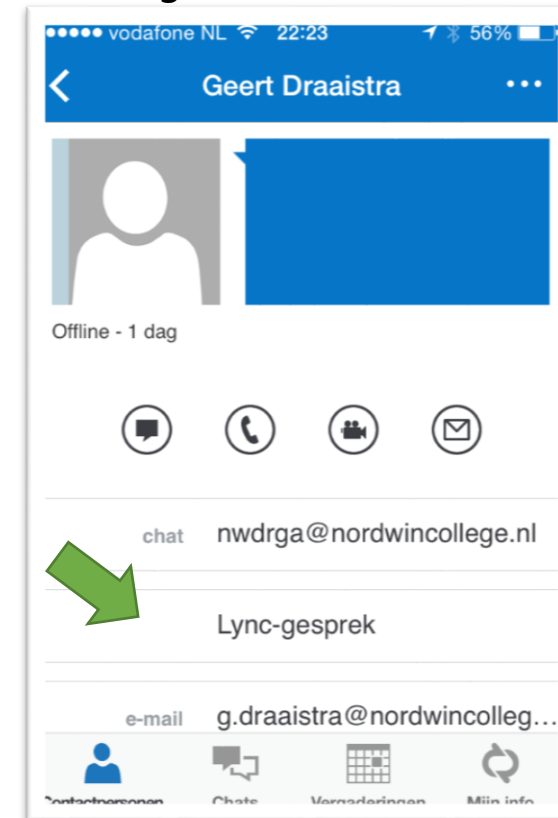 vodafone NL 22:23 56%
Geert Draaistra
Offline - 1 dag
chat nwdrga@nordwincollege.nl
Lync-gesprek
e-mail g.draaistra@nordwincolleg...
Contactpersonen Chats Vergaderingen Mijn info